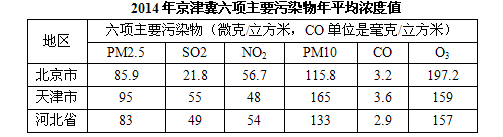 2014年京津冀六项主要污染物年平均浓度值
地区 六项主要污染物（微克/立方米，CO 单位是毫克/立方米）
PM2.5 SO2 NO₂ PM10 CO O₃
北京市 85.9 21.8 56.7 115.8 3.2 197.2
天津市 95 55 48 165 3.6 159
河北省 83 49 54 133 2.9 157